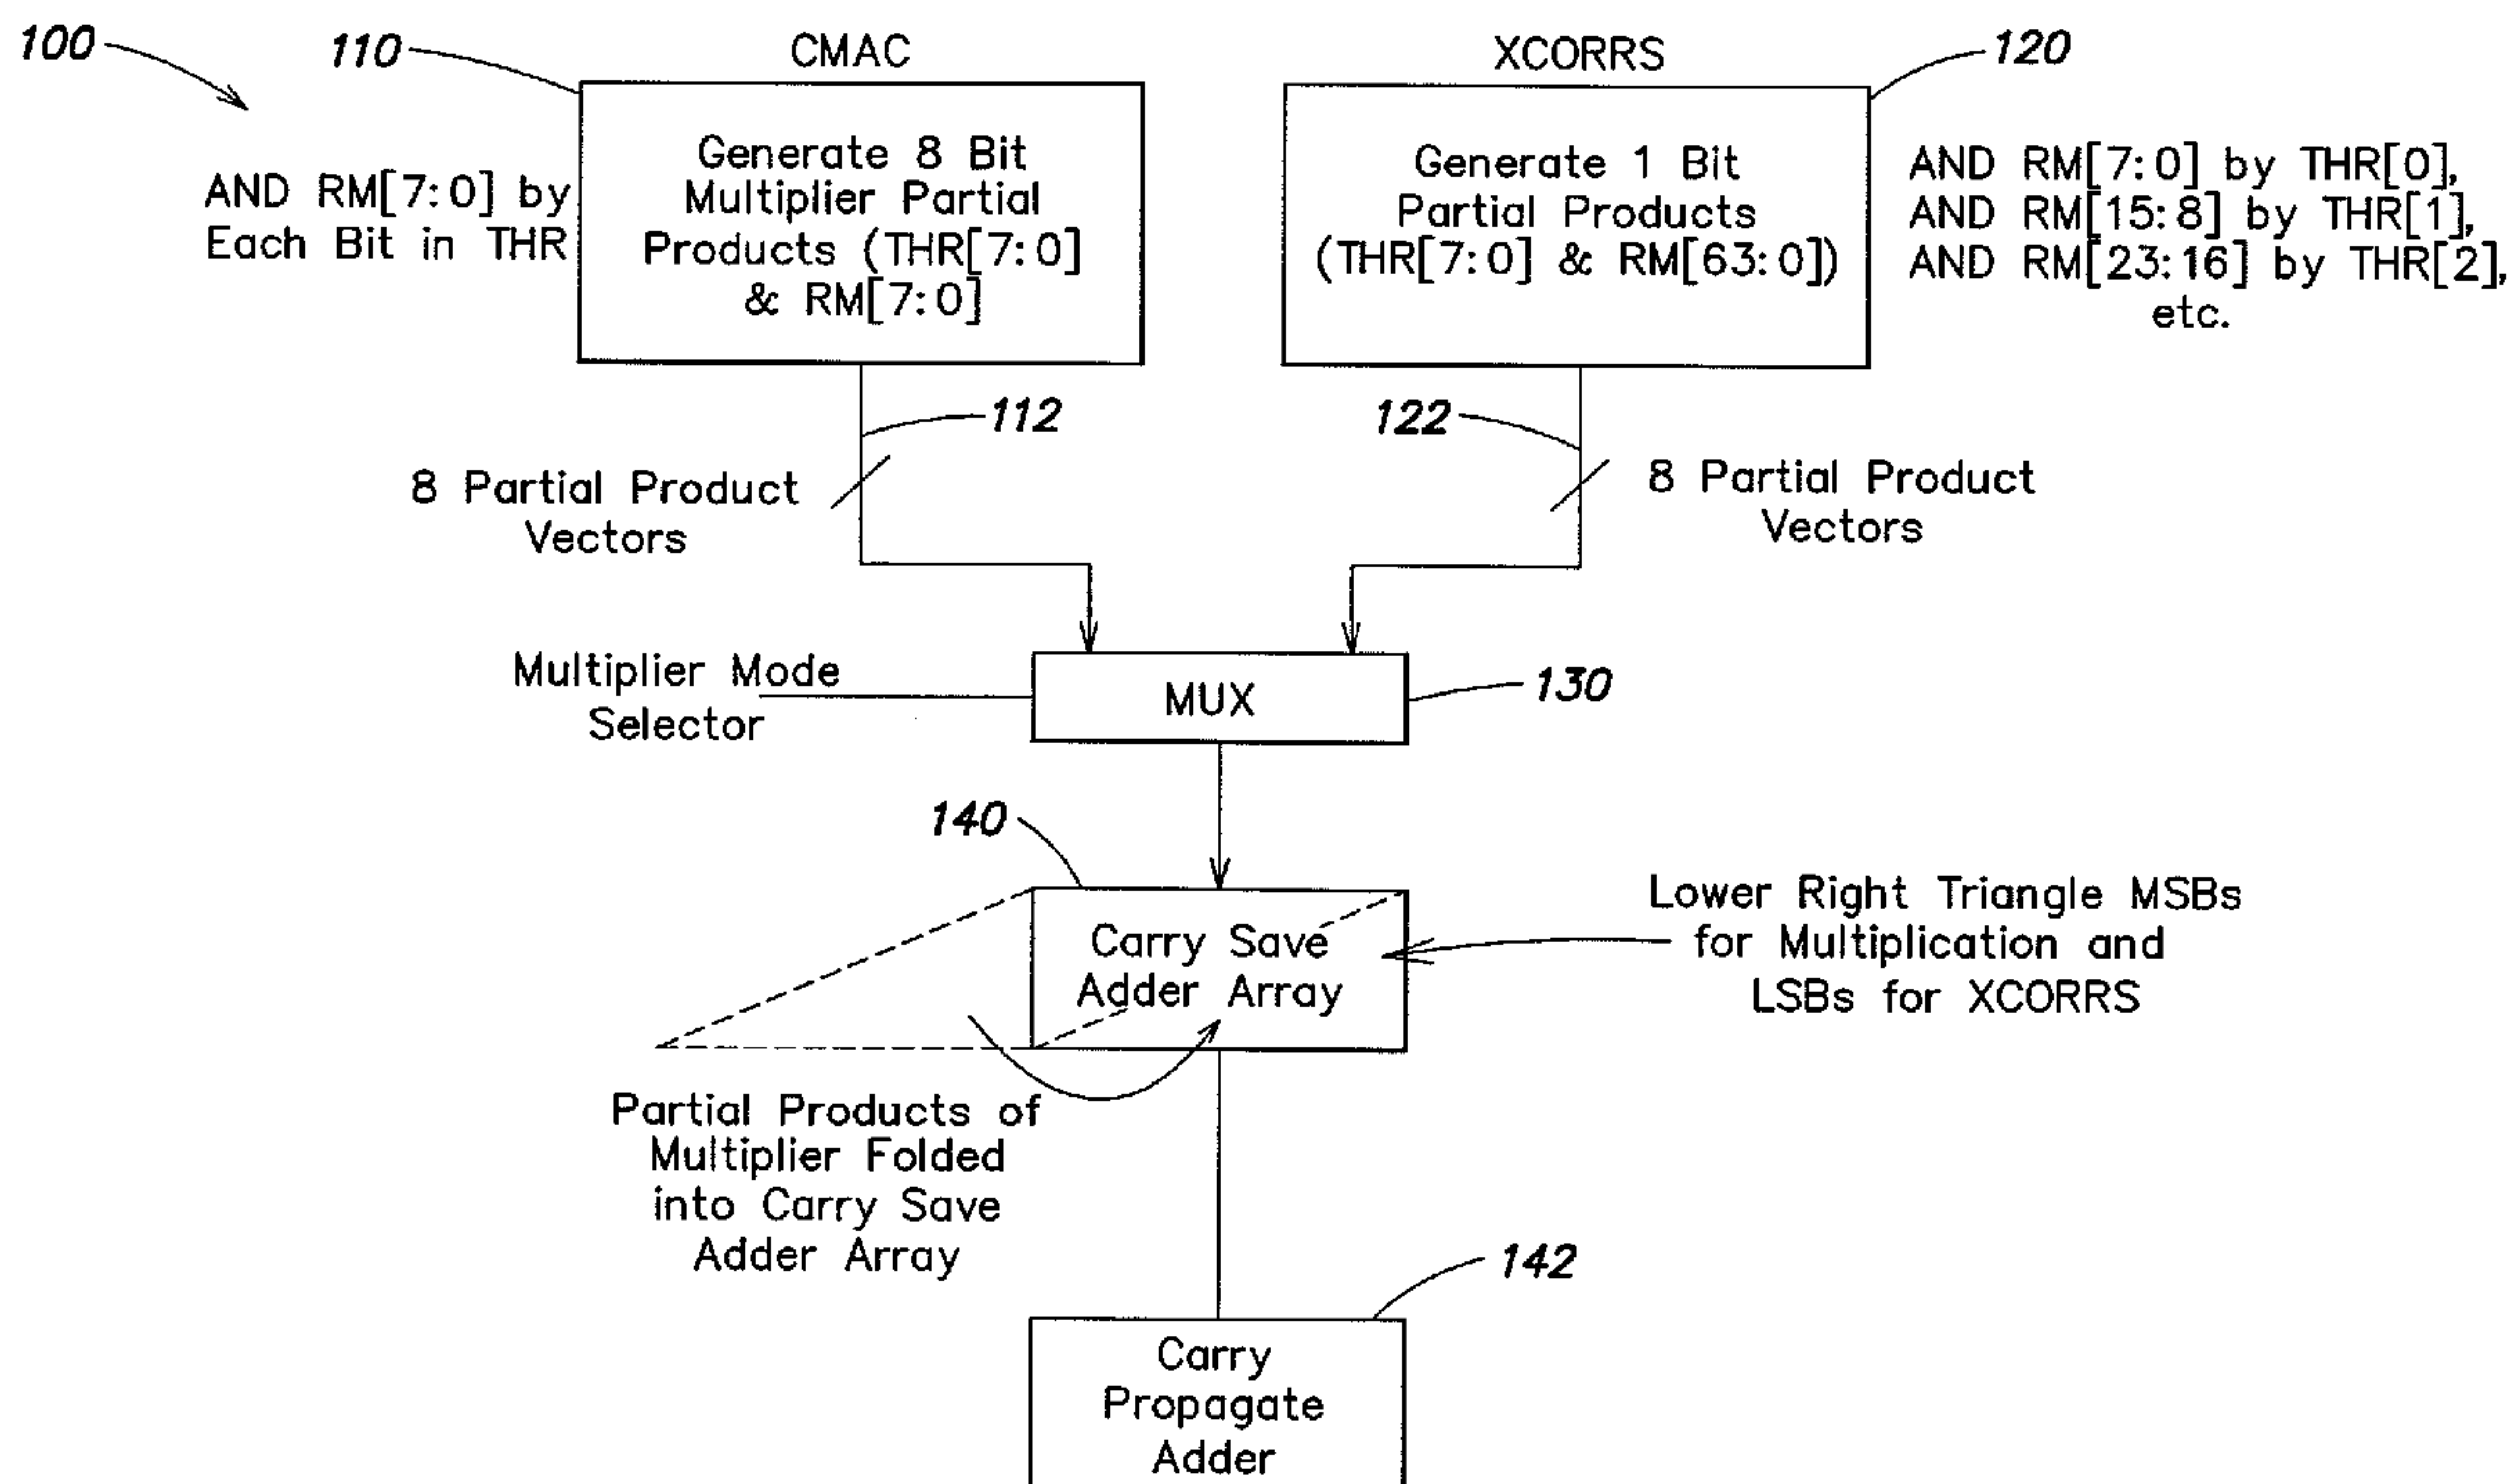 100
110
CMAC
XCORRS
120
AND RM[7:0] by
Each Bit in THR
Generate 8 Bit
Multiplier Partial
Products (THR[7:0]
& RM[7:0]
Generate 1 Bit
Partial Products
(THR[7:0] & RM[63:0])
AND RM[7:0] by THR[0],
AND RM[15:8] by THR[1],
AND RM[23:16] by THR[2],
etc.
112
122
8 Partial Product
Vectors
8 Partial Product
Vectors
Multiplier Mode
Selector
MUX
130
140
Carry Save
Adder Array
Lower Right Triangle MSBs
for Multiplication and
LSBs for XCORRS
Partial Products of
Multiplier Folded
into Carry Save
Adder Array
142
Carry
Propagate
Adder